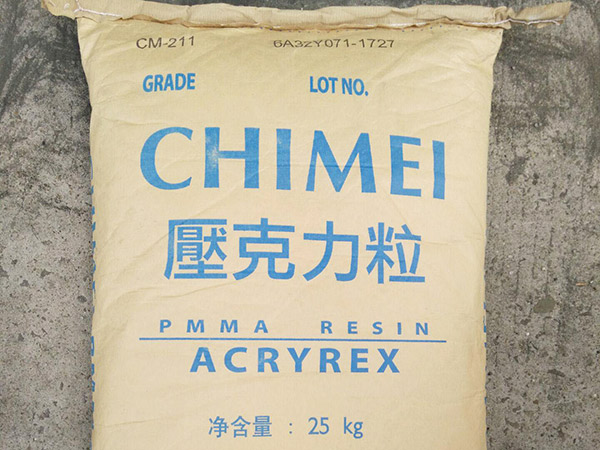 CM-211 6A32Y071-1727
GRADE LOT NO.
CHIMEI
壓克力粒
PMMA RESIN
ACRYREX
净含量 : 25 kg